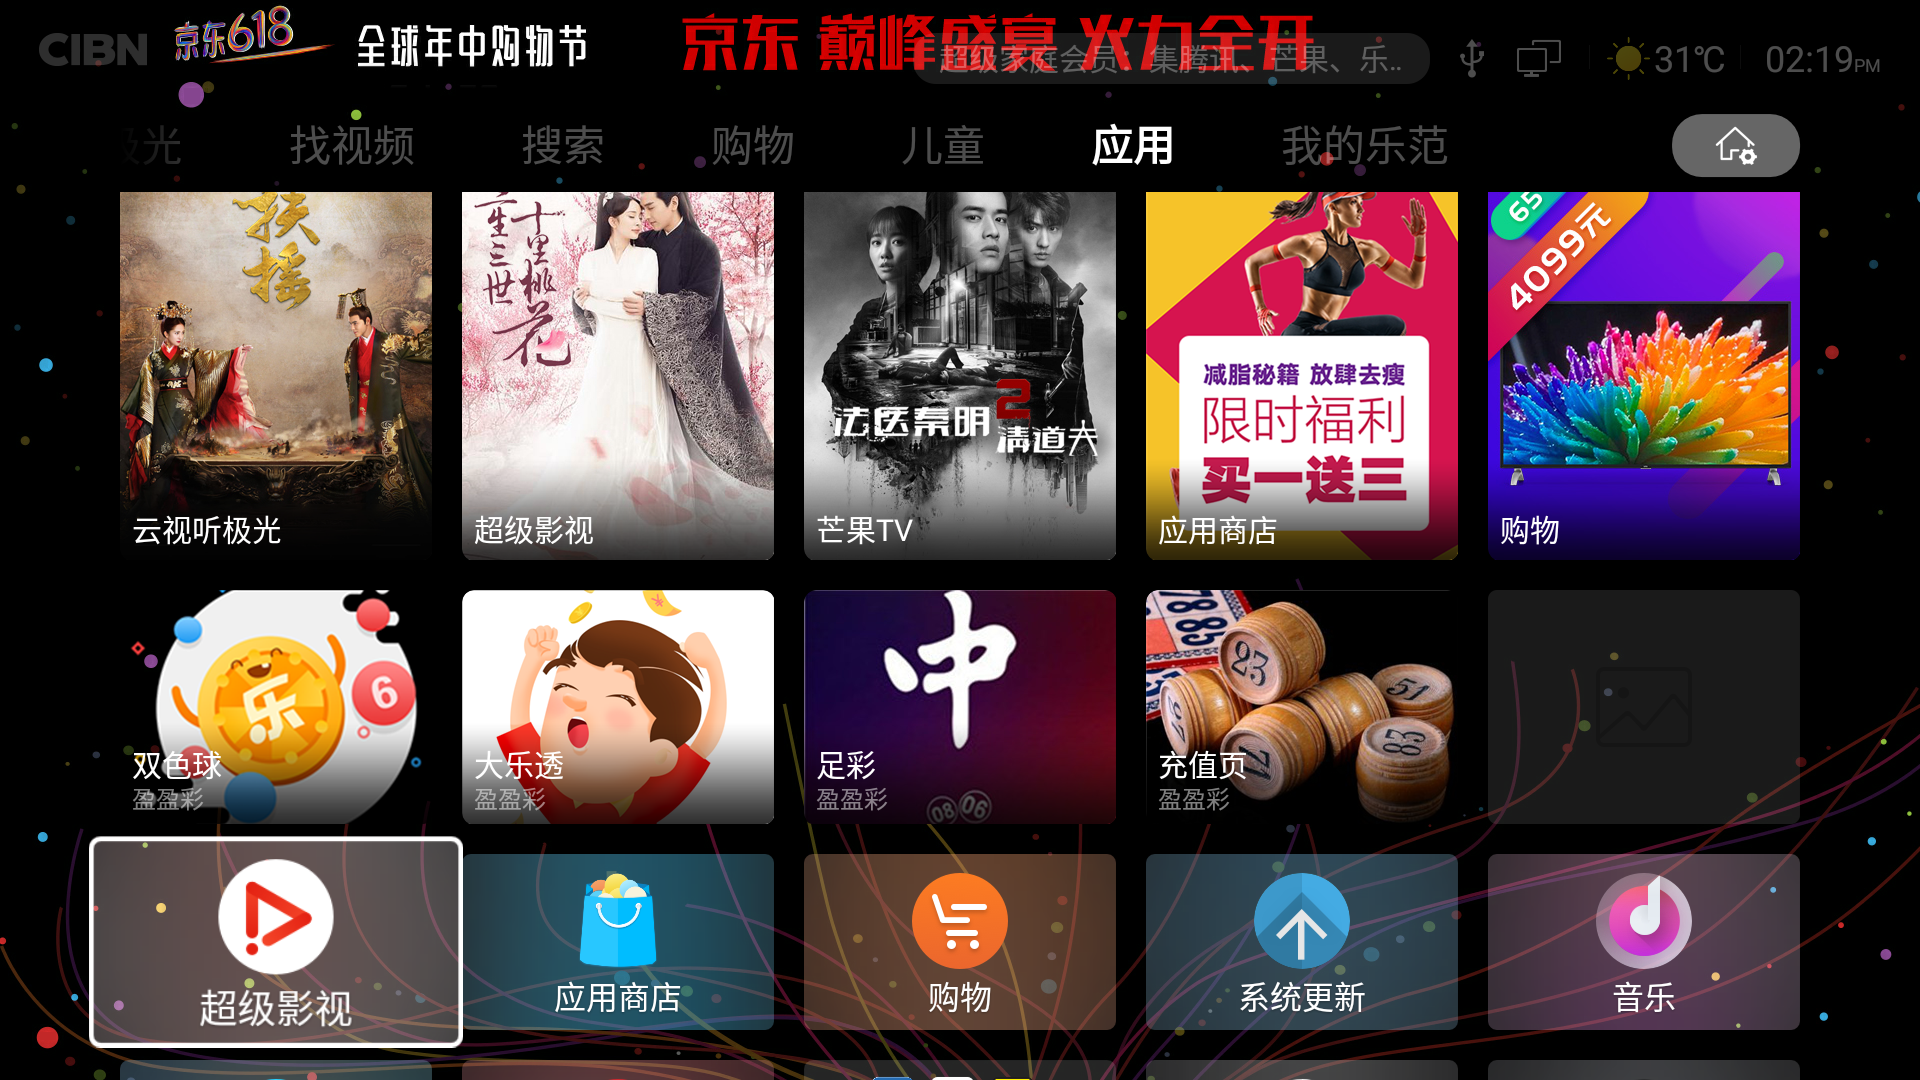 CIBN
京东618
全球年中购物节
京东 巅峰盛宴 火力全开
超级家庭会员：集腾讯、芒果、乐..
31℃
02:19PM
极光
找视频
搜索
购物
儿童
应用
我的乐范
扶摇
云视听极光
三生三世
十里桃花
超级影视
法医秦明2
清道夫
芒果TV
减脂秘籍 放肆去瘦
限时福利
买一送三
应用商店
65
4099元
购物
乐
6
双色球
盈盈彩
大乐透
盈盈彩
中
08 06
足彩
盈盈彩
78 85
23
51
83
充值页
盈盈彩
超级影视
应用商店
购物
系统更新
音乐